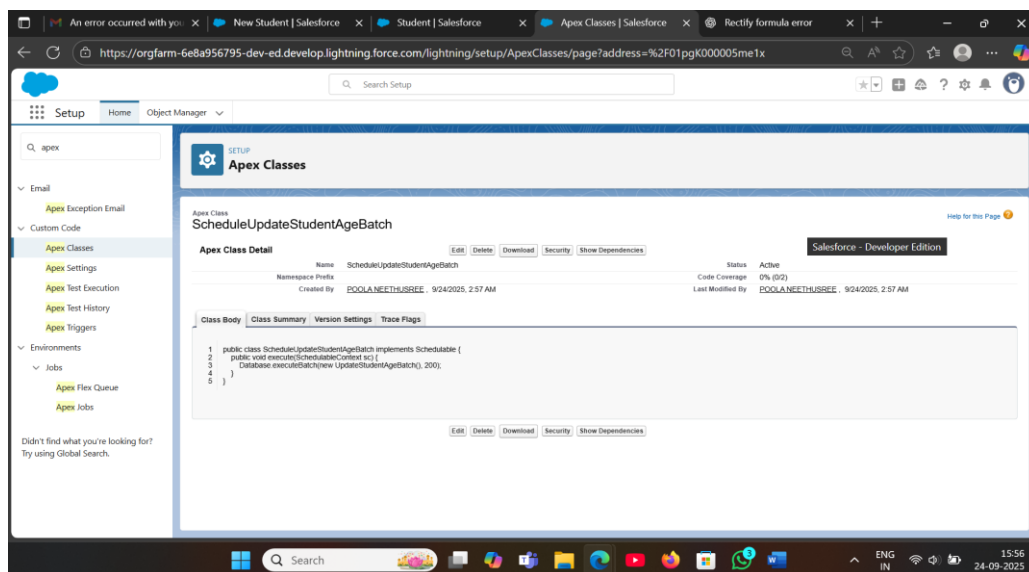 An error occurred with you
New Student | Salesforce
Student | Salesforce
Apex Classes | Salesforce
Rectify formula error
https://orgfarm-6e8a956795-dev-ed.develop.lightning.force.com/lightning/setup/ApexClasses/page?address=%2F01pgK000005me1x
Search Setup
Setup Home Object Manager
apex
SETUP
Apex Classes
Email
Apex Exception Email
Custom Code
Apex Classes
Apex Settings
Apex Test Execution
Apex Test History
Apex Triggers
Environments
Jobs
Apex Flex Queue
Apex Jobs
Didn't find what you're looking for?
Try using Global Search.
Apex Class
ScheduleUpdateStudentAgeBatch
Help for this Page
Apex Class Detail
Edit Delete Download Security Show Dependencies
Salesforce - Developer Edition
Name ScheduleUpdateStudentAgeBatch Status Active
Namespace Prefix Code Coverage 0% (0/2)
Created By POOLA NEETHUSREE , 9/24/2025, 2:57 AM Last Modified By POOLA NEETHUSREE , 9/24/2025, 2:57 AM
Class Body Class Summary Version Settings Trace Flags
1 public class ScheduleUpdateStudentAgeBatch implements Schedulable {
2 public void execute(SchedulableContext sc) {
3 Database.executeBatch(new UpdateStudentAgeBatch(), 200);
4 }
5 }
Edit Delete Download Security Show Dependencies
Search
3
ENG
IN
15:56
24-09-2025